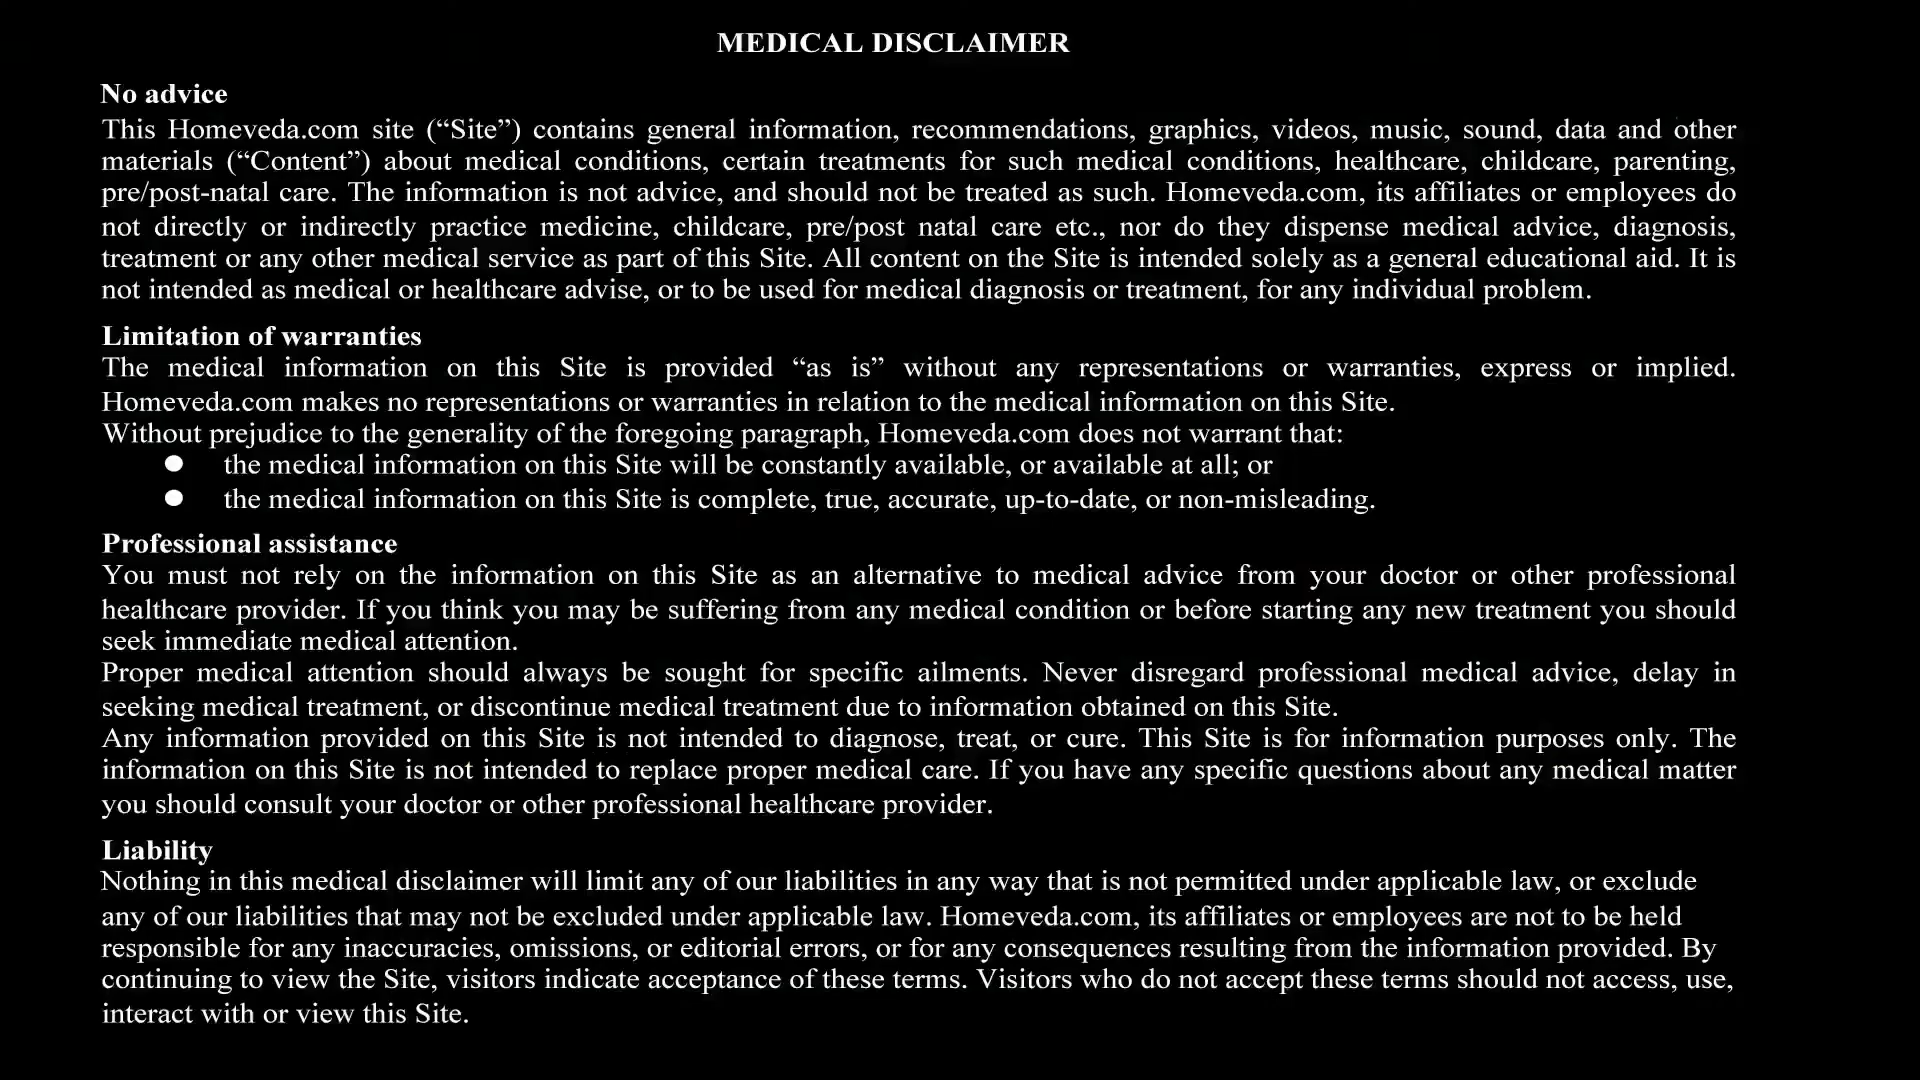 MEDICAL DISCLAIMER
No advice
This Homeveda.com site (“Site”) contains general information, recommendations, graphics, videos, music, sound, data and other
materials (“Content”) about medical conditions, certain treatments for such medical conditions, healthcare, childcare, parenting,
pre/post-natal care. The information is not advice, and should not be treated as such. Homeveda.com, its affiliates or employees do
not directly or indirectly practice medicine, childcare, pre/post natal care etc., nor do they dispense medical advice, diagnosis,
treatment or any other medical service as part of this Site. All content on the Site is intended solely as a general educational aid. It is
not intended as medical or healthcare advise, or to be used for medical diagnosis or treatment, for any individual problem.
Limitation of warranties
The medical information on this Site is provided “as is” without any representations or warranties, express or implied.
Homeveda.com makes no representations or warranties in relation to the medical information on this Site.
Without prejudice to the generality of the foregoing paragraph, Homeveda.com does not warrant that:
● the medical information on this Site will be constantly available, or available at all; or
● the medical information on this Site is complete, true, accurate, up-to-date, or non-misleading.
Professional assistance
You must not rely on the information on this Site as an alternative to medical advice from your doctor or other professional
healthcare provider. If you think you may be suffering from any medical condition or before starting any new treatment you should
seek immediate medical attention.
Proper medical attention should always be sought for specific ailments. Never disregard professional medical advice, delay in
seeking medical treatment, or discontinue medical treatment due to information obtained on this Site.
Any information provided on this Site is not intended to diagnose, treat, or cure. This Site is for information purposes only. The
information on this Site is not intended to replace proper medical care. If you have any specific questions about any medical matter
you should consult your doctor or other professional healthcare provider.
Liability
Nothing in this medical disclaimer will limit any of our liabilities in any way that is not permitted under applicable law, or exclude
any of our liabilities that may not be excluded under applicable law. Homeveda.com, its affiliates or employees are not to be held
responsible for any inaccuracies, omissions, or editorial errors, or for any consequences resulting from the information provided. By
continuing to view the Site, visitors indicate acceptance of these terms. Visitors who do not accept these terms should not access, use,
interact with or view this Site.